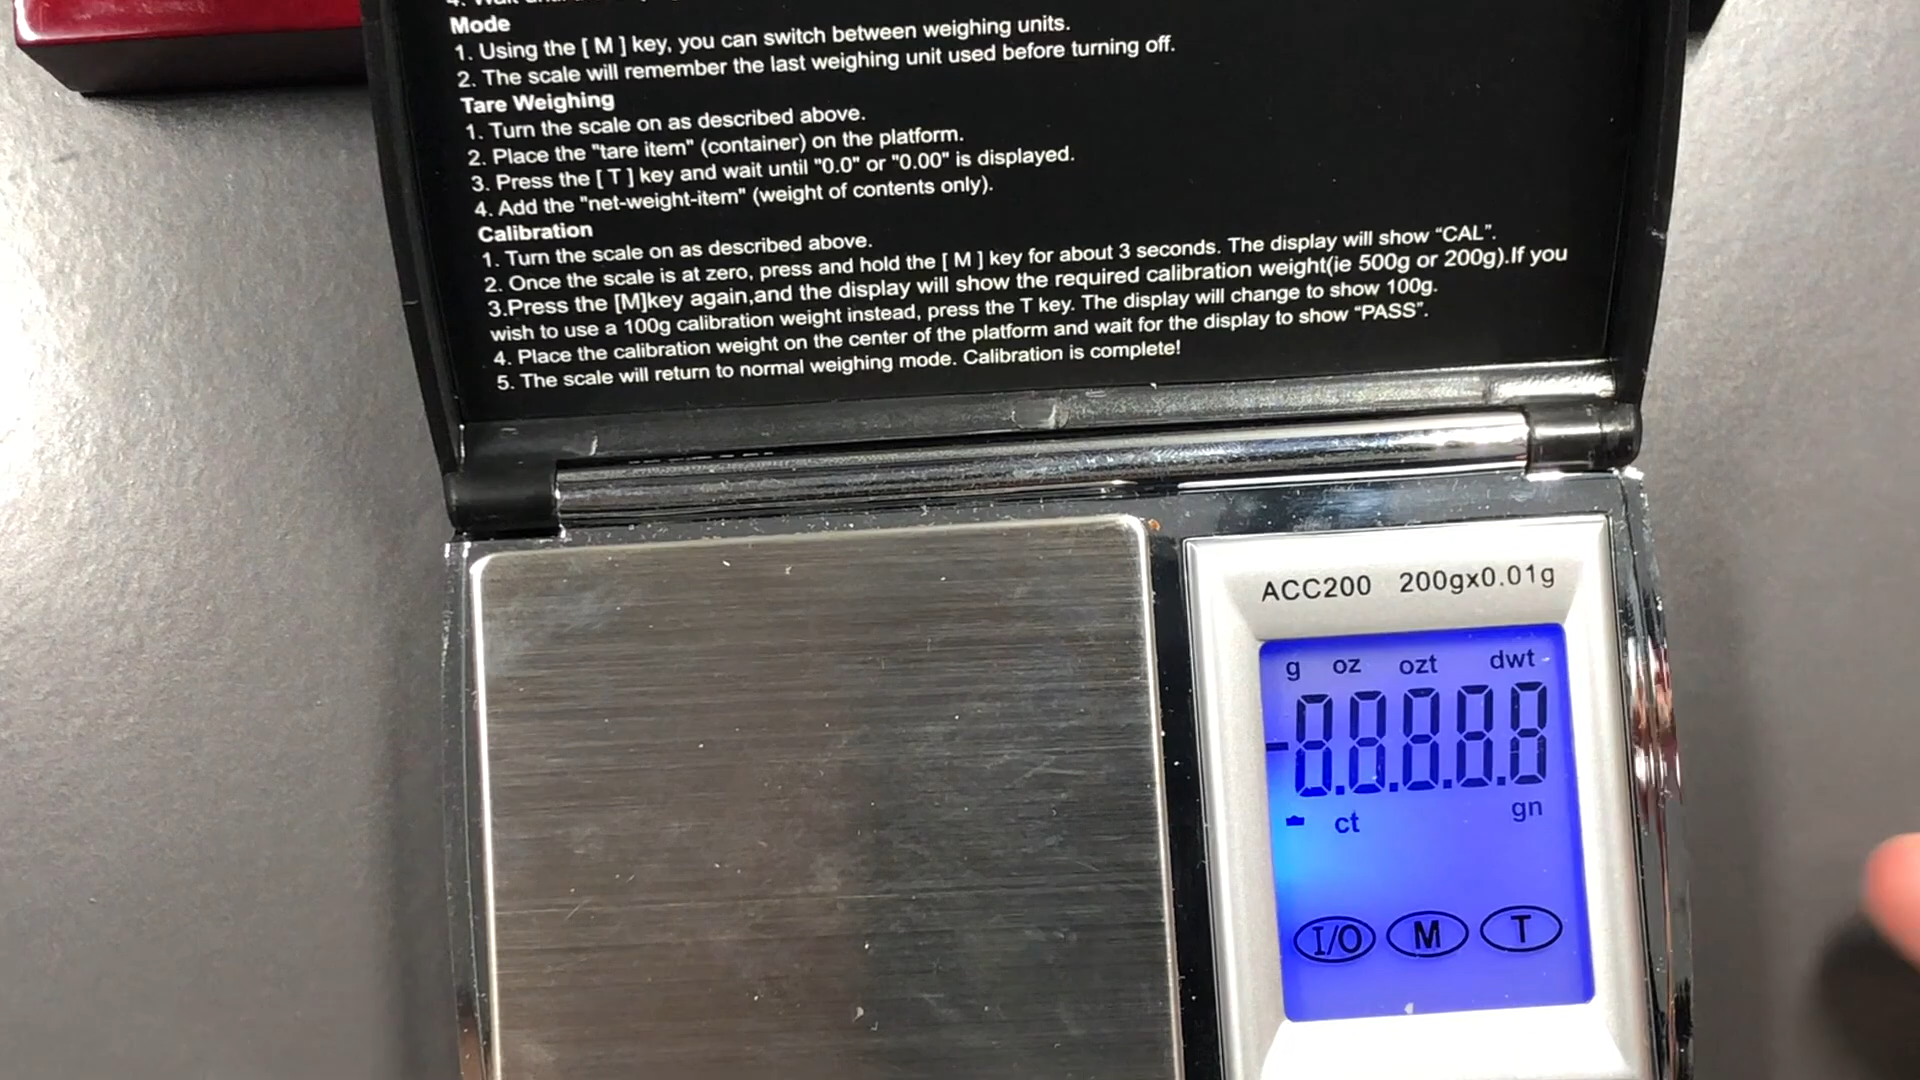 4. Wait until the
Mode
1. Using the [ M ] key, you can switch between weighing units.
2. The scale will remember the last weighing unit used before turning off.
Tare Weighing
1. Turn the scale on as described above.
2. Place the "tare item" (container) on the platform.
3. Press the [ T ] key and wait until "0.0" or "0.00" is displayed.
4. Add the "net-weight-item" (weight of contents only).
Calibration
1. Turn the scale on as described above.
2. Once the scale is at zero, press and hold the [ M ] key for about 3 seconds. The display will show “CAL”.
3.Press the [M]key again,and the display will show the required calibration weight(ie 500g or 200g).If you
wish to use a 100g calibration weight instead, press the T key. The display will change to show 100g.
4. Place the calibration weight on the center of the platform and wait for the display to show “PASS”.
5. The scale will return to normal weighing mode. Calibration is complete!
ACC200 200gx0.01g
g oz ozt dwt
-8.8.8.8.8
ct gn
I/O M T